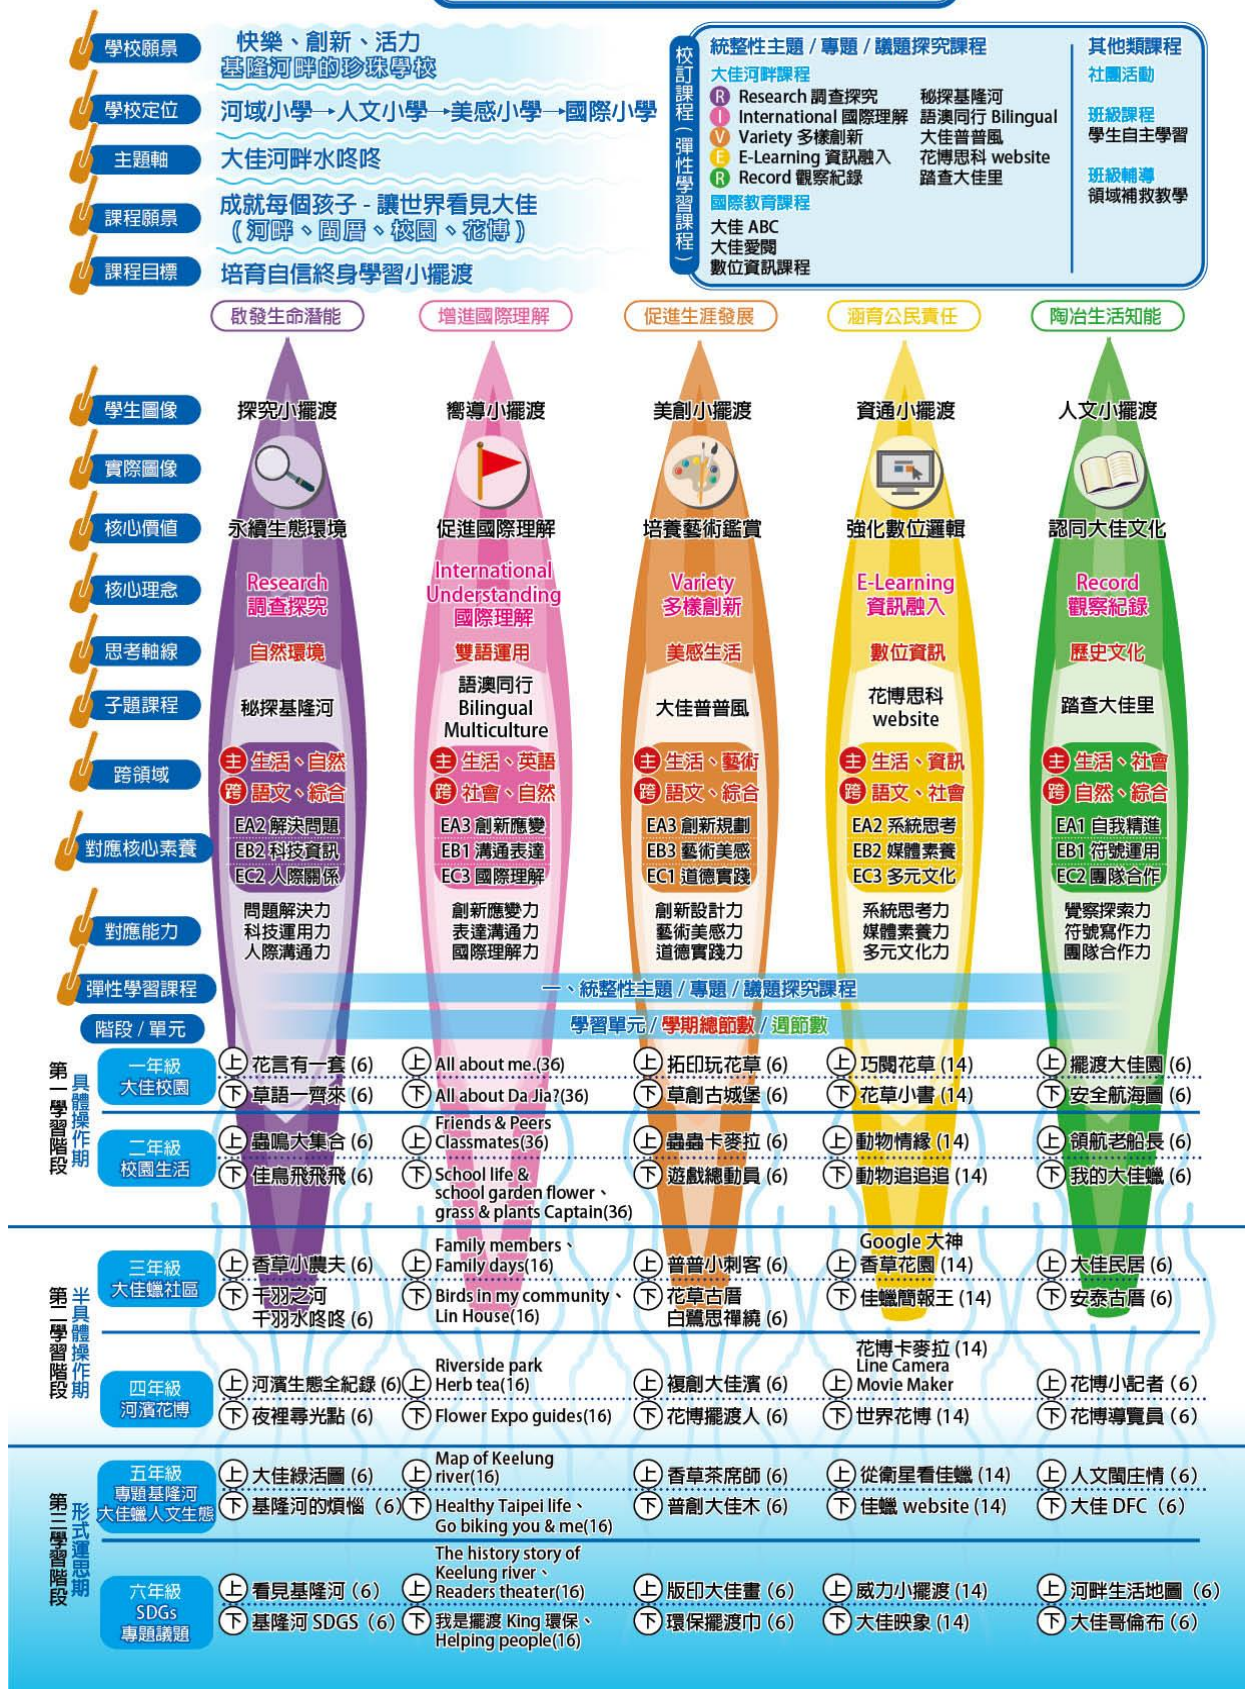 學校願景
快樂、創新、活力
基隆河畔的珍珠學校
學校定位
河域小學→人文小學→美感小學→國際小學
主題軸
大佳河畔水咚咚
課程願景
成就每個孩子-讓世界看見大佳
(河畔、閩厝、校園、花博)
課程目標
培育自信終身學習小擺渡
校訂課程(彈性學習課程)
統整性主題/專題/議題探究課程
大佳河畔課程
R Research 調查探究 秘探基隆河
I International 國際理解 語澳同行 Bilingual
V Variety 多樣創新 大佳普普風
E E-Learning 資訊融入 花博思科 website
R Record 觀察紀錄 踏查大佳里
國際教育課程
大佳 ABC
大佳愛閱
數位資訊課程
其他類課程
社團活動
班級課程
學生自主學習
班級輔導
領域補救教學
啟發生命潛能 增進國際理解 促進生涯發展 涵育公民責任 陶冶生活知能
學生圖像 探究小擺渡 嚮導小擺渡 美創小擺渡 資通小擺渡 人文小擺渡
實際圖像
核心價值 永續生態環境 促進國際理解 培養藝術鑑賞 強化數位邏輯 認同大佳文化
核心理念
Research
調查探究
International
Understanding
國際理解
Variety
多樣創新
E-Learning
資訊融入
Record
觀察紀錄
思考軸線 自然環境 雙語運用 美感生活 數位資訊 歷史文化
子題課程
秘探基隆河
語澳同行
Bilingual
Multiculture
大佳普普風
花博思科
website
踏查大佳里
跨領域
主 生活、自然 主 生活、英語 主 生活、藝術 主 生活、資訊 主 生活、社會
跨 語文、綜合 跨 社會、自然 跨 語文、綜合 跨 語文、社會 跨 自然、綜合
對應核心素養
EA2 解決問題 EA3 創新應變 EA3 創新規劃 EA2 系統思考 EA1 自我精進
EB2 科技資訊 EB1 溝通表達 EB3 藝術美感 EB2 媒體素養 EB1 符號運用
EC2 人際關係 EC3 國際理解 EC1 道德實踐 EC3 多元文化 EC2 團隊合作
對應能力
問題解決力 創新應變力 創新設計力 系統思考力 覺察探索力
科技運用力 表達溝通力 藝術美感力 媒體素養力 符號寫作力
人際溝通力 國際理解力 道德實踐力 多元文化力 團隊合作力
彈性學習課程 一、統整性主題/專題/議題探究課程
階段/單元 學習單元/學期總節數/週節數
第一學習階段
具體操作期
一年級
大佳校園
上 花言有一套 (6) 上 All about me.(36) 上 拓印玩花草 (6) 上 巧閱花草 (14) 上 擺渡大佳園 (6)
下 草語一齊來 (6) 下 All about Da Jia?(36) 下 草創古城堡 (6) 下 花草小書 (14) 下 安全航海圖 (6)
二年級
校園生活
上 蟲鳴大集合 (6) 上 Friends & Peers
Classmates(36) 上 蟲蟲卡麥拉 (6) 上 動物情緣 (14) 上 領航老船長 (6)
下 佳鳥飛飛飛 (6) 下 School life &
school garden flower、
grass & plants Captain(36) 下 遊戲總動員 (6) 下 動物追追追 (14) 下 我的大佳蠟 (6)
第二學習階段
半具體操作期
三年級
大佳蠟社區
上 香草小農夫 (6) 上 Family members、
Family days(16) 上 普普小刺客 (6) 上 Google 大神
香草花園 (14) 上 大佳民居 (6)
下 千羽之河
千羽水咚咚 (6) 下 Birds in my community、
Lin House(16) 下 花草古厝
白鷺思禪繞 (6) 下 佳蠟簡報王 (14) 下 安泰古厝 (6)
四年級
河濱花博
上 河濱生態全紀錄 (6) 上 Riverside park
Herb tea(16) 上 複創大佳濱 (6) 上 花博卡麥拉 (14)
Line Camera
Movie Maker 上 花博小記者 (6)
下 夜裡尋光點 (6) 下 Flower Expo guides(16) 下 花博擺渡人 (6) 下 世界花博 (14) 下 花博導覽員 (6)
第三學習階段
形式運思期
五年級
專題基隆河
大佳蠟人文生態
上 大佳綠活圖 (6) 上 Map of Keelung
river(16) 上 香草茶席師 (6) 上 從衛星看佳蠟 (14) 上 人文閩庄情 (6)
下 基隆河的煩惱 (6) 下 Healthy Taipei life、
Go biking you & me(16) 下 普創大佳木 (6) 下 佳蠟 website (14) 下 大佳 DFC (6)
六年級
SDGs
專題議題
上 看見基隆河 (6) 上 The history story of
Keelung river、
Readers theater(16) 上 版印大佳畫 (6) 上 威力小擺渡 (14) 上 河畔生活地圖 (6)
下 基隆河 SDGS (6) 下 我是擺渡 King 環保、
Helping people(16) 下 環保擺渡巾 (6) 下 大佳映象 (14) 下 大佳哥倫布 (6)